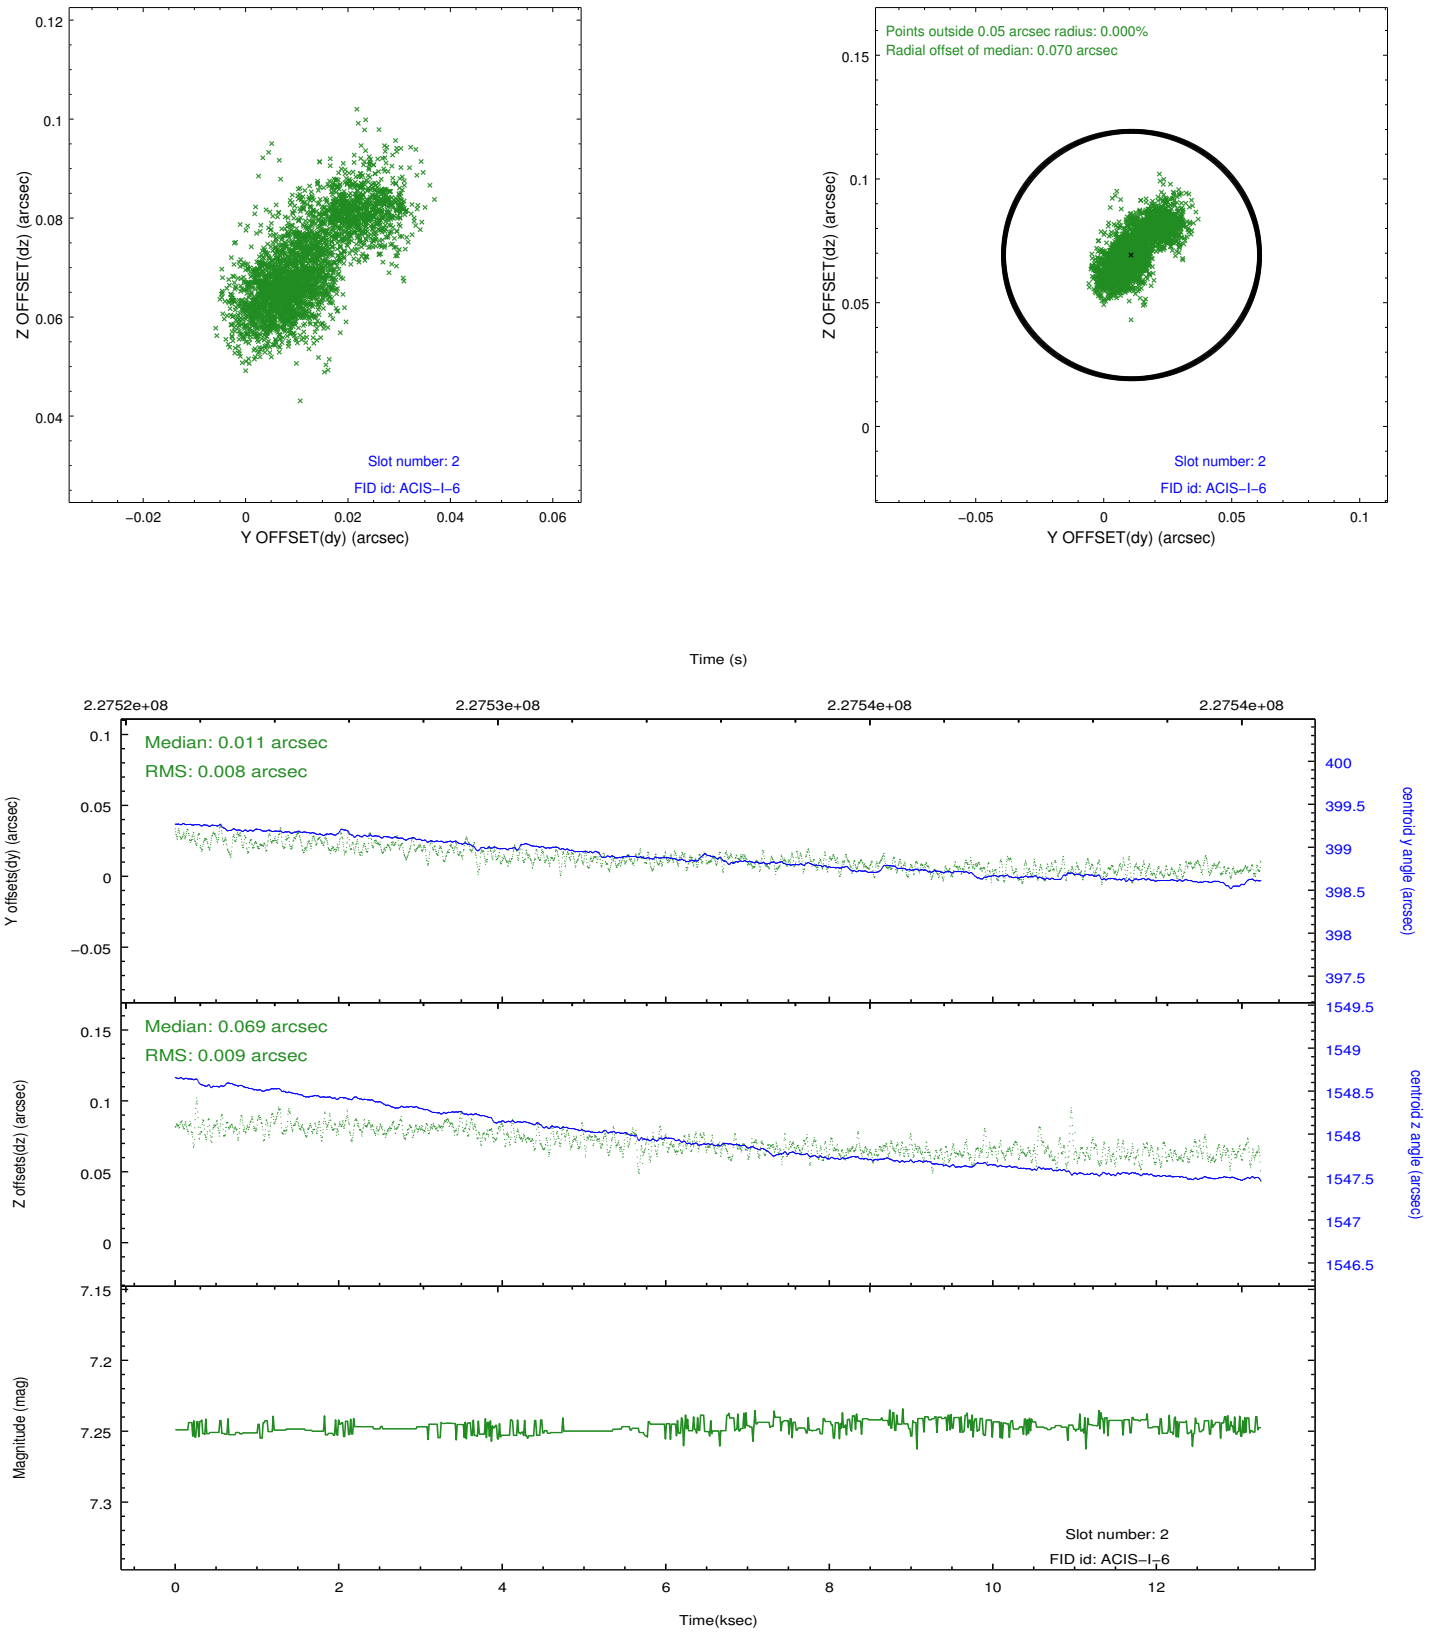 0.12
0.1
0.08
0.06
0.04
Z OFFSET(dz) (arcsec)
Slot number: 2
FID id: ACIS−I−6
−0.02
0
0.02
0.04
0.06
Y OFFSET(dy) (arcsec)
Points outside 0.05 arcsec radius: 0.000%
Radial offset of median: 0.070 arcsec
0.15
0.1
0.05
0
Z OFFSET(dz) (arcsec)
Slot number: 2
FID id: ACIS−I−6
−0.05
0
0.05
0.1
Y OFFSET(dy) (arcsec)
Time (s)
2.2752e+08
2.2753e+08
2.2754e+08
2.2754e+08
Median: 0.011 arcsec
RMS: 0.008 arcsec
0.1
0.05
0
−0.05
Y offsets(dy) (arcsec)
400
399.5
399
398.5
398
397.5
centroid y angle (arcsec)
Median: 0.069 arcsec
RMS: 0.009 arcsec
0.15
0.1
0.05
0
Z offsets(dz) (arcsec)
1549.5
1549
1548.5
1548
1547.5
1547
1546.5
centroid z angle (arcsec)
7.15
7.2
7.25
7.3
Magnitude (mag)
Slot number: 2
FID id: ACIS−I−6
0
2
4
6
8
10
12
Time(ksec)